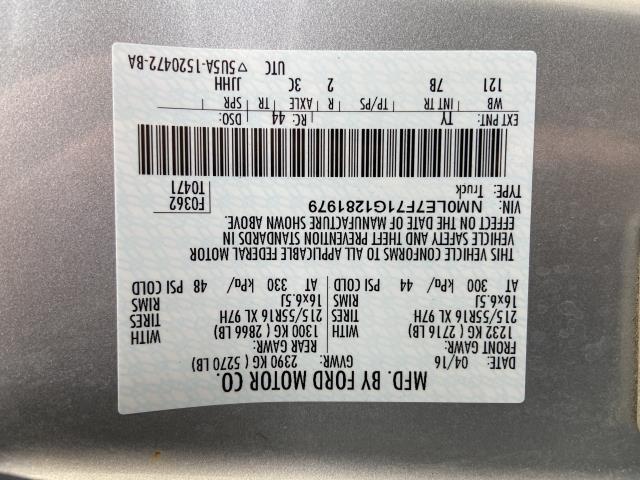 MFD. BY FORD MOTOR CO.
DATE: 04/16 GVWR: 2390 KG ( 5270 LB)
FRONT GAWR: REAR GAWR:
1232 KG ( 2716 LB) WITH 1300 KG ( 2866 LB) WITH
215/55R16 XL 97H TIRES 215/55R16 XL 97H TIRES
16x6.5J RIMS 16x6.5J RIMS
AT 300 kPa/ 44 PSI COLD AT 330 kPa/ 48 PSI COLD
THIS VEHICLE CONFORMS TO ALL APPLICABLE FEDERAL MOTOR
VEHICLE SAFETY AND THEFT PREVENTION STANDARDS IN
EFFECT ON THE DATE OF MANUFACTURE SHOWN ABOVE.
VIN: NM0LE7F71G1281979 F0362
TYPE: Truck T0471
EXT PNT: TY RC: 44 DSO:
WB INT TR TP/PS R AXLE TR SPR
121 7B 2 3C JJHH
UTC ▽5U5A-1520472-BA